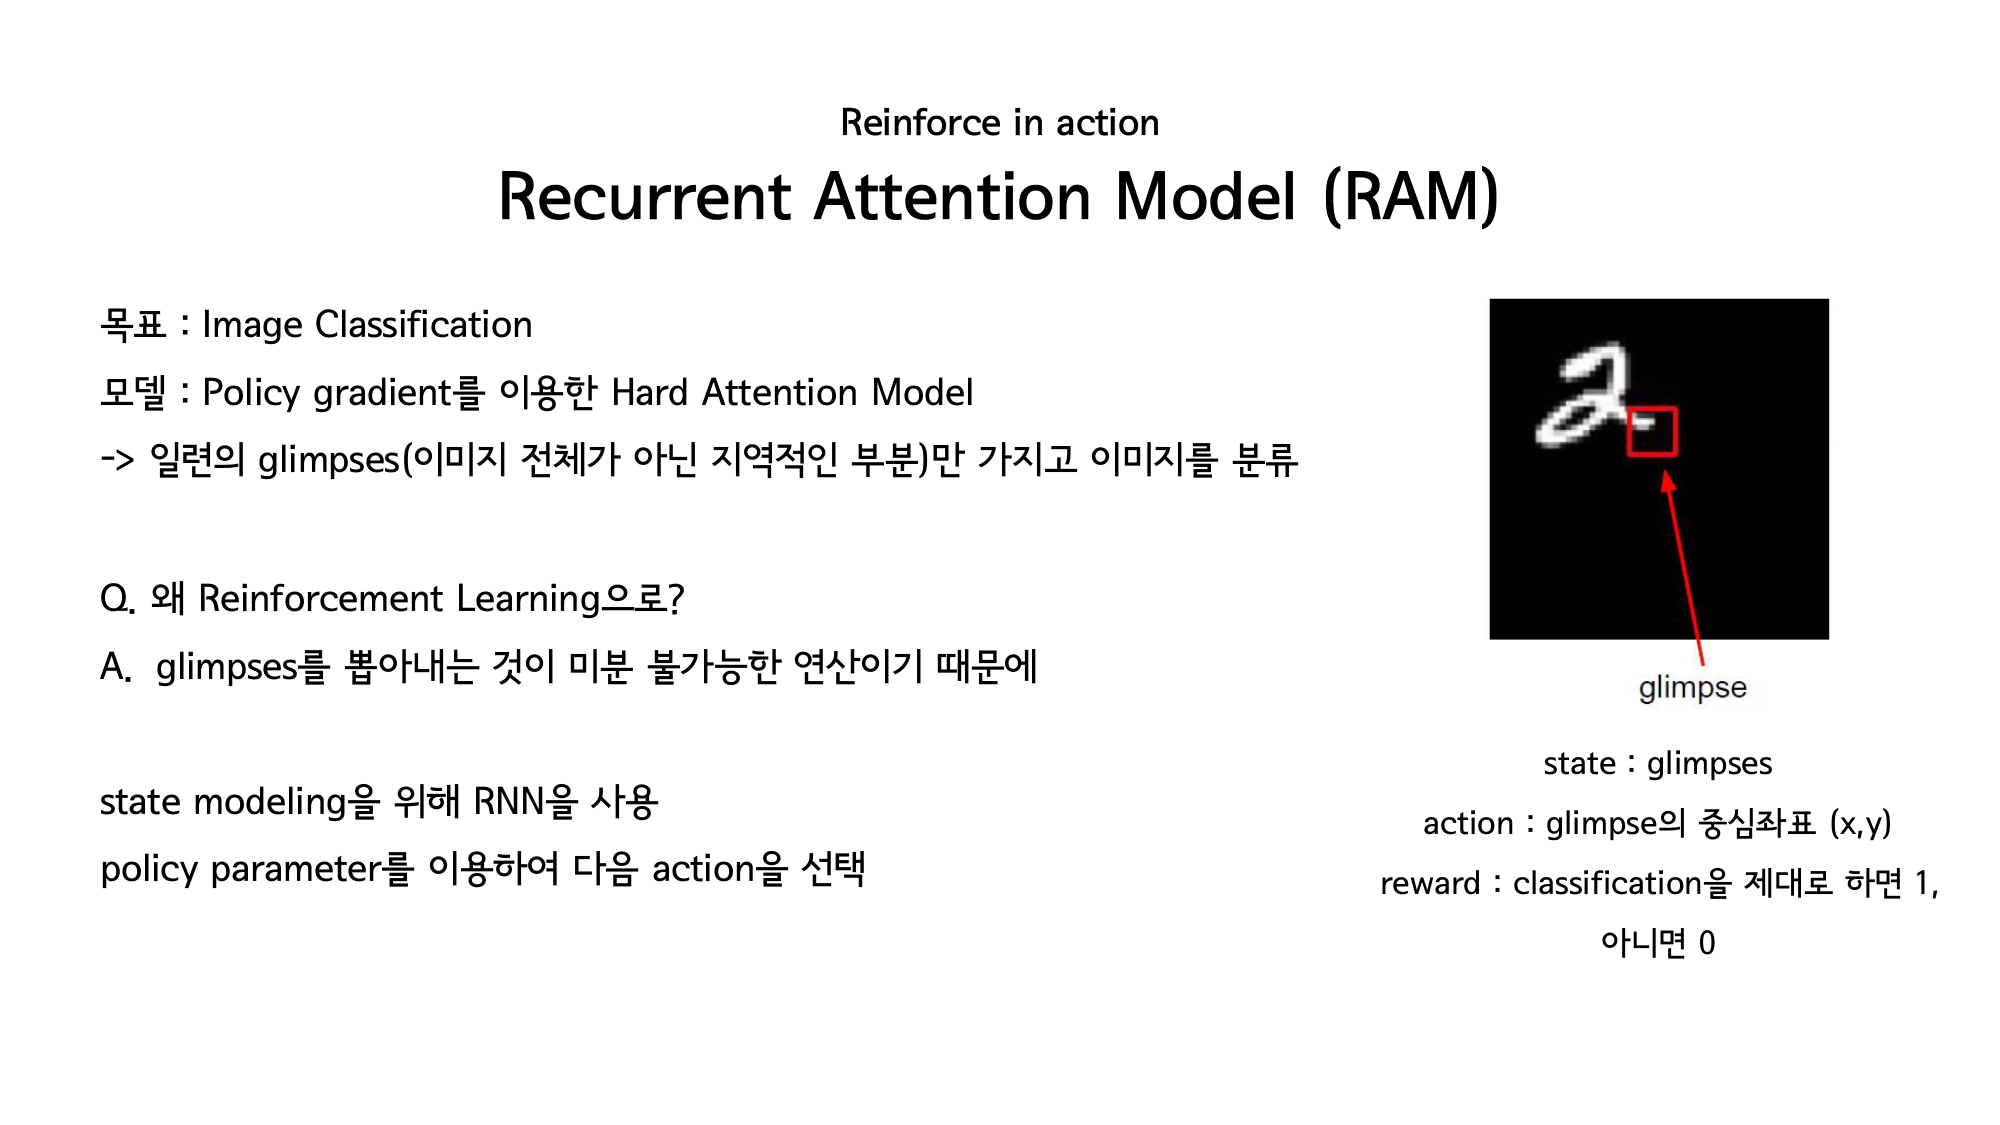 Reinforce in action
Recurrent Attention Model (RAM)
목표 : Image Classification
모델 : Policy gradient를 이용한 Hard Attention Model
-> 일련의 glimpses(이미지 전체가 아닌 지역적인 부분)만 가지고 이미지를 분류
Q. 왜 Reinforcement Learning으로?
A. glimpses를 뽑아내는 것이 미분 불가능한 연산이기 때문에
state modeling을 위해 RNN을 사용
policy parameter를 이용하여 다음 action을 선택
2
glimpse
state : glimpses
action : glimpse의 중심좌표 (x,y)
reward : classification을 제대로 하면 1,
아니면 0